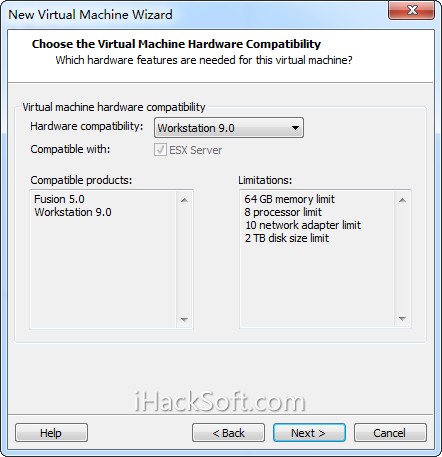 New Virtual Machine Wizard
Choose the Virtual Machine Hardware Compatibility
Which hardware features are needed for this virtual machine?
Virtual machine hardware compatibility
Hardware compatibility: Workstation 9.0
Compatible with: ESX Server
Compatible products: Limitations:
Fusion 5.0
Workstation 9.0
64 GB memory limit
8 processor limit
10 network adapter limit
2 TB disk size limit
iHackSoft.com
Help < Back Next > Cancel